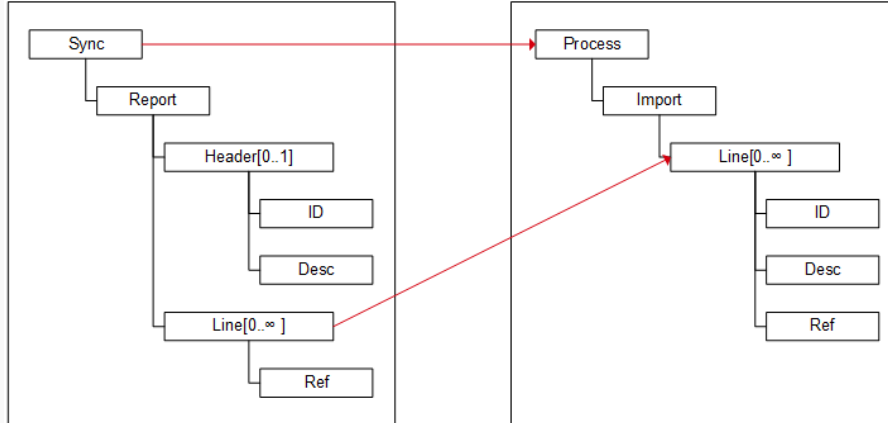 Sync
Report
Header[0..1]
ID
Desc
Line[0..∞ ]
Ref
Process
Import
Line[0..∞ ]
ID
Desc
Ref